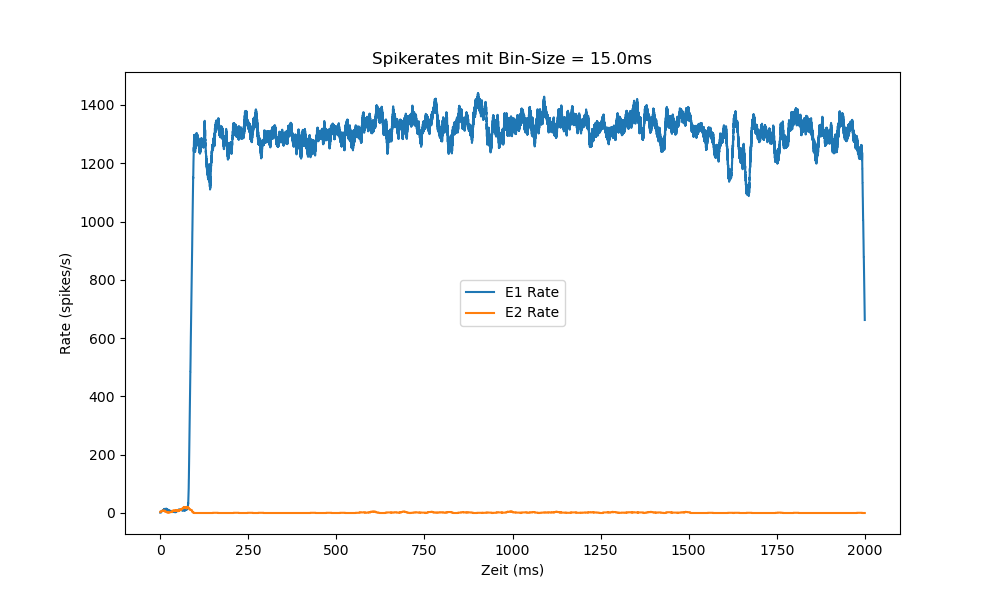 Spikerates mit Bin-Size = 15.0ms
Rate (spikes/s)
1400
1200
1000
800
600
400
200
0
E1 Rate
E2 Rate
0 250 500 750 1000 1250 1500 1750 2000
Zeit (ms)